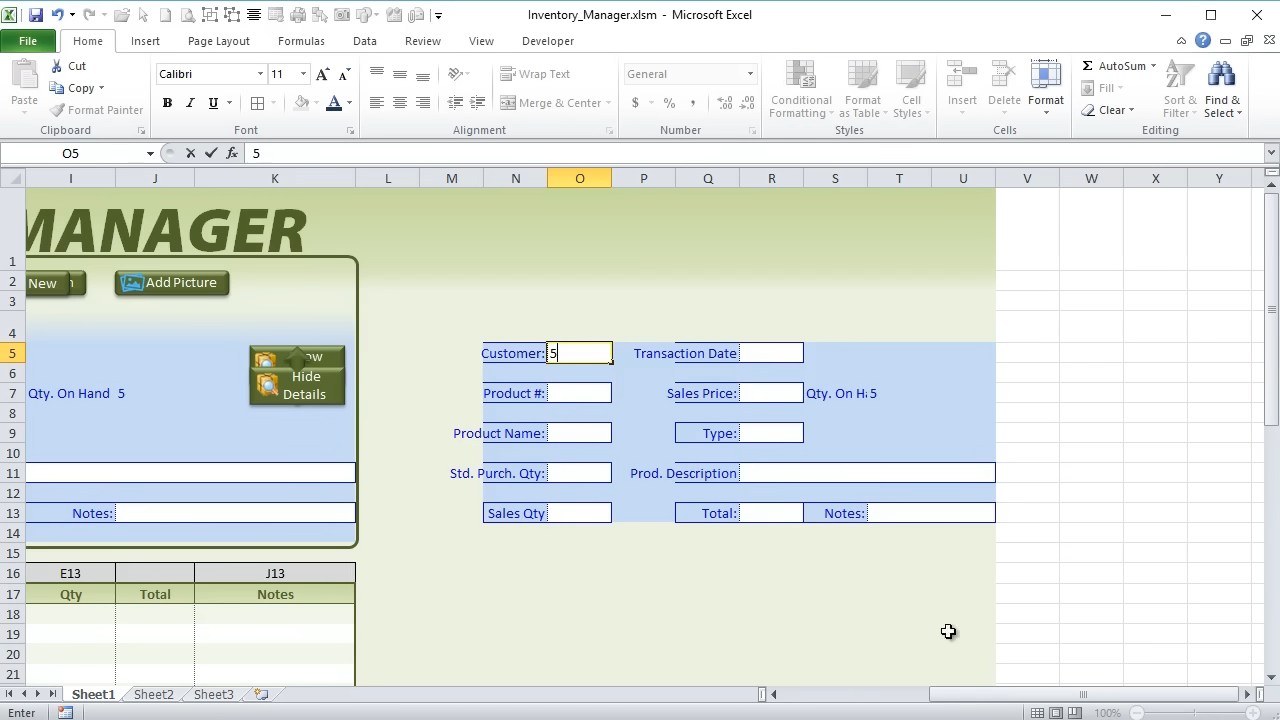 Inventory_Manager.xlsm - Microsoft Excel
File Home Insert Page Layout Formulas Data Review View Developer
Paste Cut Copy Format Painter
Clipboard
Calibri 11
B I U A
Font
Wrap Text
Merge & Center
Alignment
General
$ % ,
Number
Conditional Formatting Format as Table Cell Styles
Styles
Insert Delete Format
Cells
AutoSum Fill Clear Sort & Filter Find & Select
Editing
O5 fx 5
I J K L M N O P Q R S T U V W X Y
MANAGER
1
2 New Add Picture
3
4
5 Customer: 5 Transaction Date
Hide Details
6
7 Qty. On Hand 5 Product #: Sales Price: Qty. On Ha 5
8
9 Product Name: Type:
10
11 Std. Purch. Qty: Prod. Description
12
13 Notes: Sales Qty Total: Notes:
14
15
16 E13 J13
17 Qty Total Notes
18
19
20
21
Sheet1 Sheet2 Sheet3
Enter 100%